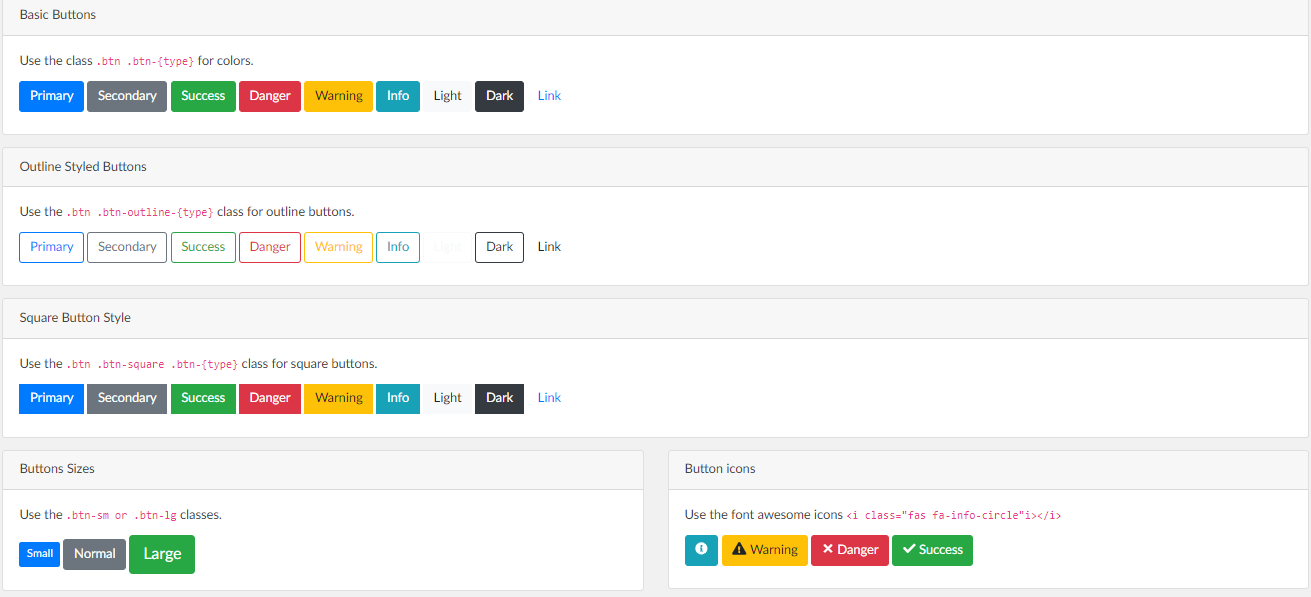 Basic Buttons
Use the class .btn .btn-{type} for colors.
Primary Secondary Success Danger Warning Info Light Dark Link
Outline Styled Buttons
Use the .btn .btn-outline-{type} class for outline buttons.
Primary Secondary Success Danger Warning Info Light Dark Link
Square Button Style
Use the .btn .btn-square .btn-{type} class for square buttons.
Primary Secondary Success Danger Warning Info Light Dark Link
Buttons Sizes
Use the .btn-sm or .btn-lg classes.
Small Normal Large
Button icons
Use the font awesome icons <i class="fas fa-info-circle"i></i>
Warning Danger Success